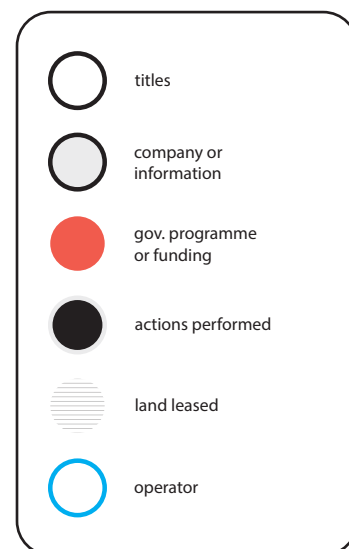 titles
company or
information
gov. programme
or funding
actions performed
land leased
operator